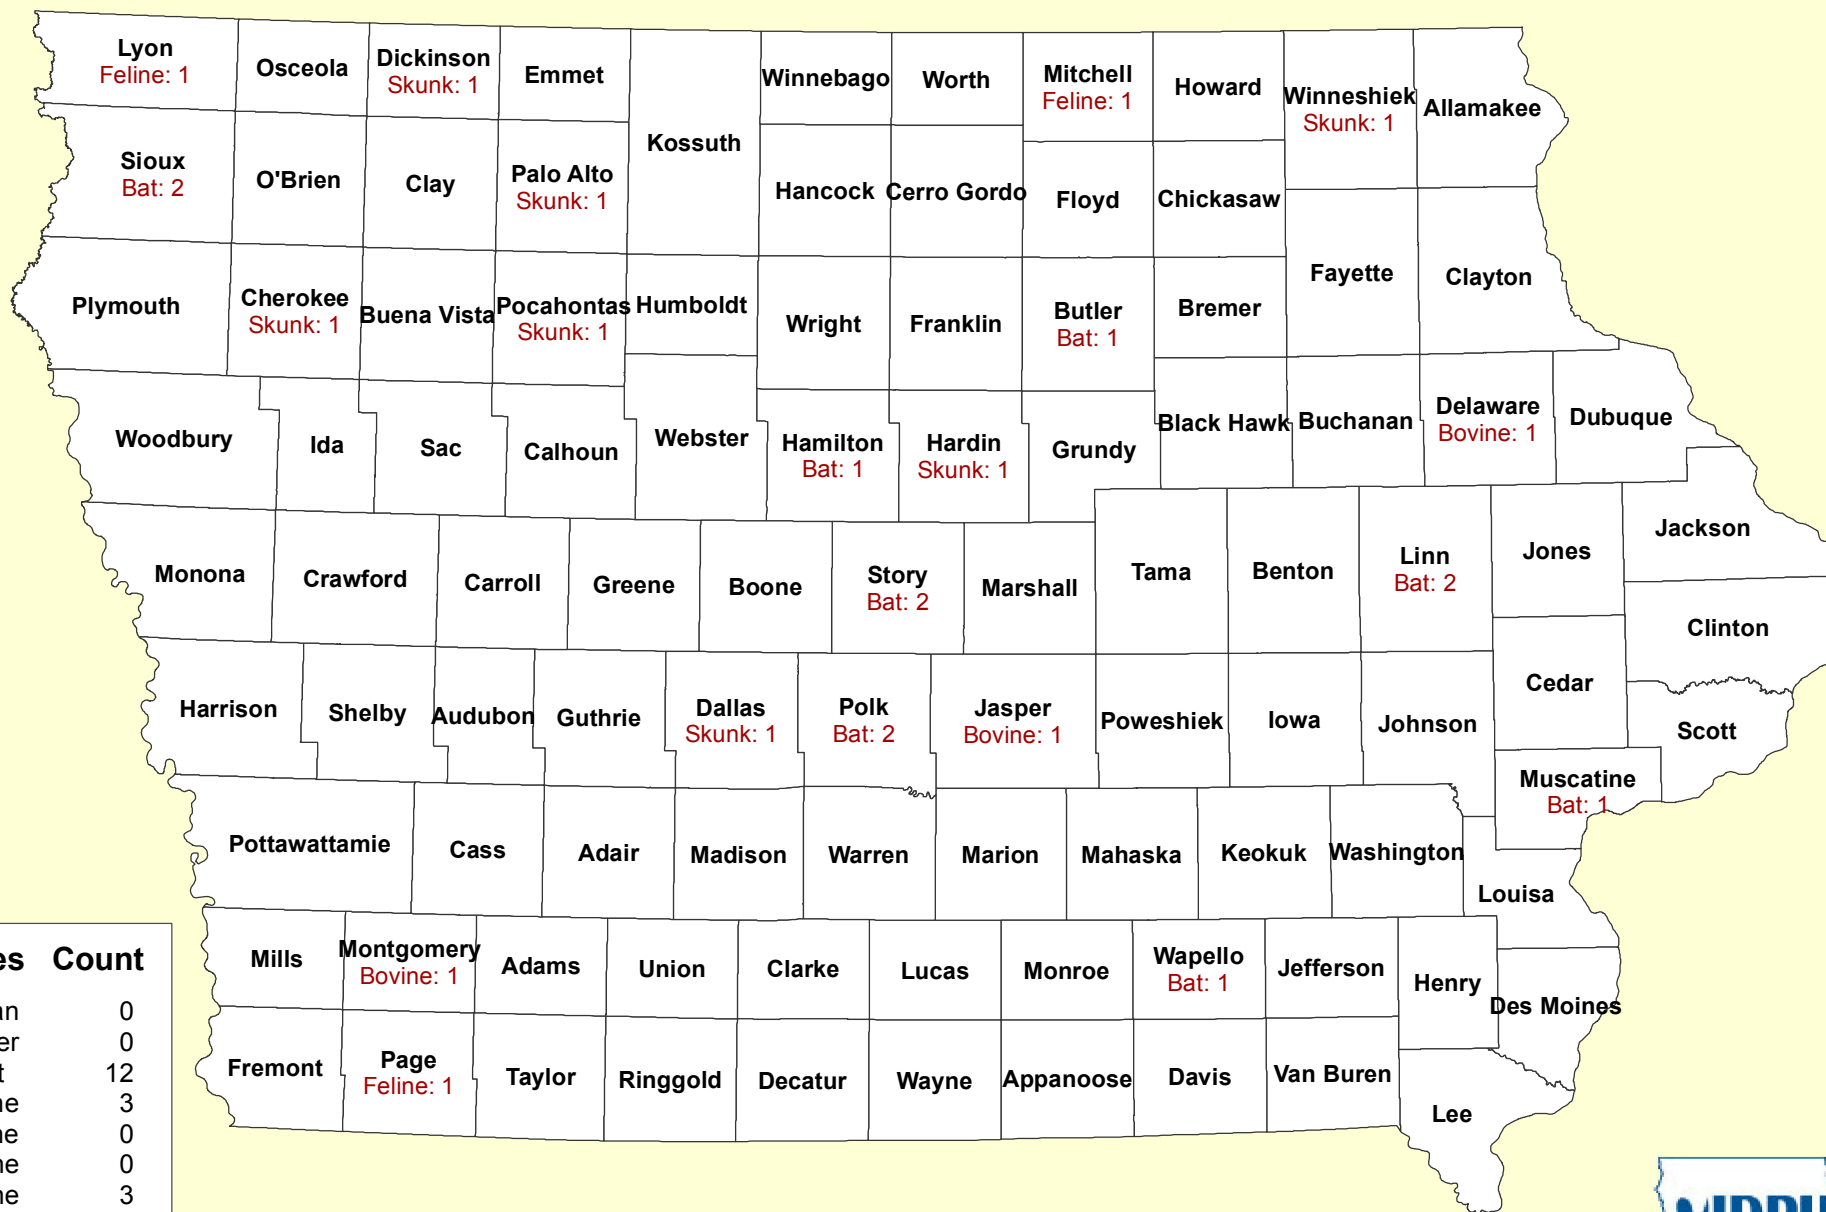 Lyon
Feline: 1
Osceola
Dickinson
Skunk: 1
Emmet
Kossuth
Winnebago
Worth
Mitchell
Feline: 1
Howard
Winneshiek
Skunk: 1
Allamakee
Sioux
Bat: 2
O'Brien
Clay
Palo Alto
Skunk: 1
Hancock
Cerro Gordo
Floyd
Chickasaw
Fayette
Clayton
Plymouth
Cherokee
Skunk: 1
Buena Vista
Pocahontas
Skunk: 1
Humboldt
Wright
Franklin
Butler
Bat: 1
Bremer
Woodbury
Ida
Sac
Calhoun
Webster
Hamilton
Bat: 1
Hardin
Skunk: 1
Grundy
Black Hawk
Buchanan
Delaware
Bovine: 1
Dubuque
Monona
Crawford
Carroll
Greene
Boone
Story
Bat: 2
Marshall
Tama
Benton
Linn
Bat: 2
Jones
Jackson
Clinton
Harrison
Shelby
Audubon
Guthrie
Dallas
Skunk: 1
Polk
Bat: 2
Jasper
Bovine: 1
Poweshiek
Iowa
Johnson
Cedar
Scott
Muscatine
Bat: 1
Pottawattamie
Cass
Adair
Madison
Warren
Marion
Mahaska
Keokuk
Washington
Louisa
Mills
Montgomery
Bovine: 1
Adams
Union
Clarke
Lucas
Monroe
Wapello
Bat: 1
Jefferson
Henry
Des Moines
Fremont
Page
Feline: 1
Taylor
Ringgold
Decatur
Wayne
Appanoose
Davis
Van Buren
Lee
es Count
an 0
er 0
t 12
ne 3
ne 0
ne 0
ne 3